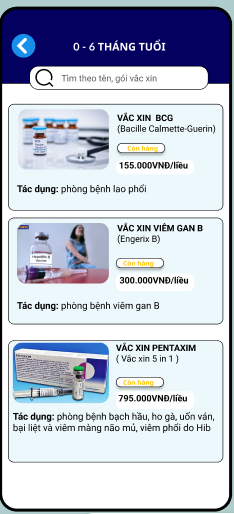 0 - 6 THÁNG TUỔI
Tìm theo tên, gói vắc xin
VẮC XIN BCG
(Bacille Calmette-Guerin)
Còn hàng
155.000VNĐ/liều
Tác dụng: phòng bệnh lao phổi
VẮC XIN VIÊM GAN B
(Engerix B)
Còn hàng
300.000VNĐ/liều
Hepatitis B
Vaccine
Tác dụng: phòng bệnh viêm gan B
VẮC XIN PENTAXIM
( Vắc xin 5 in 1 )
Còn hàng
795.000VNĐ/liều
Tác dụng: phòng bệnh bạch hầu, ho gà, uốn ván,
bại liệt và viêm màng não mủ, viêm phổi do Hib